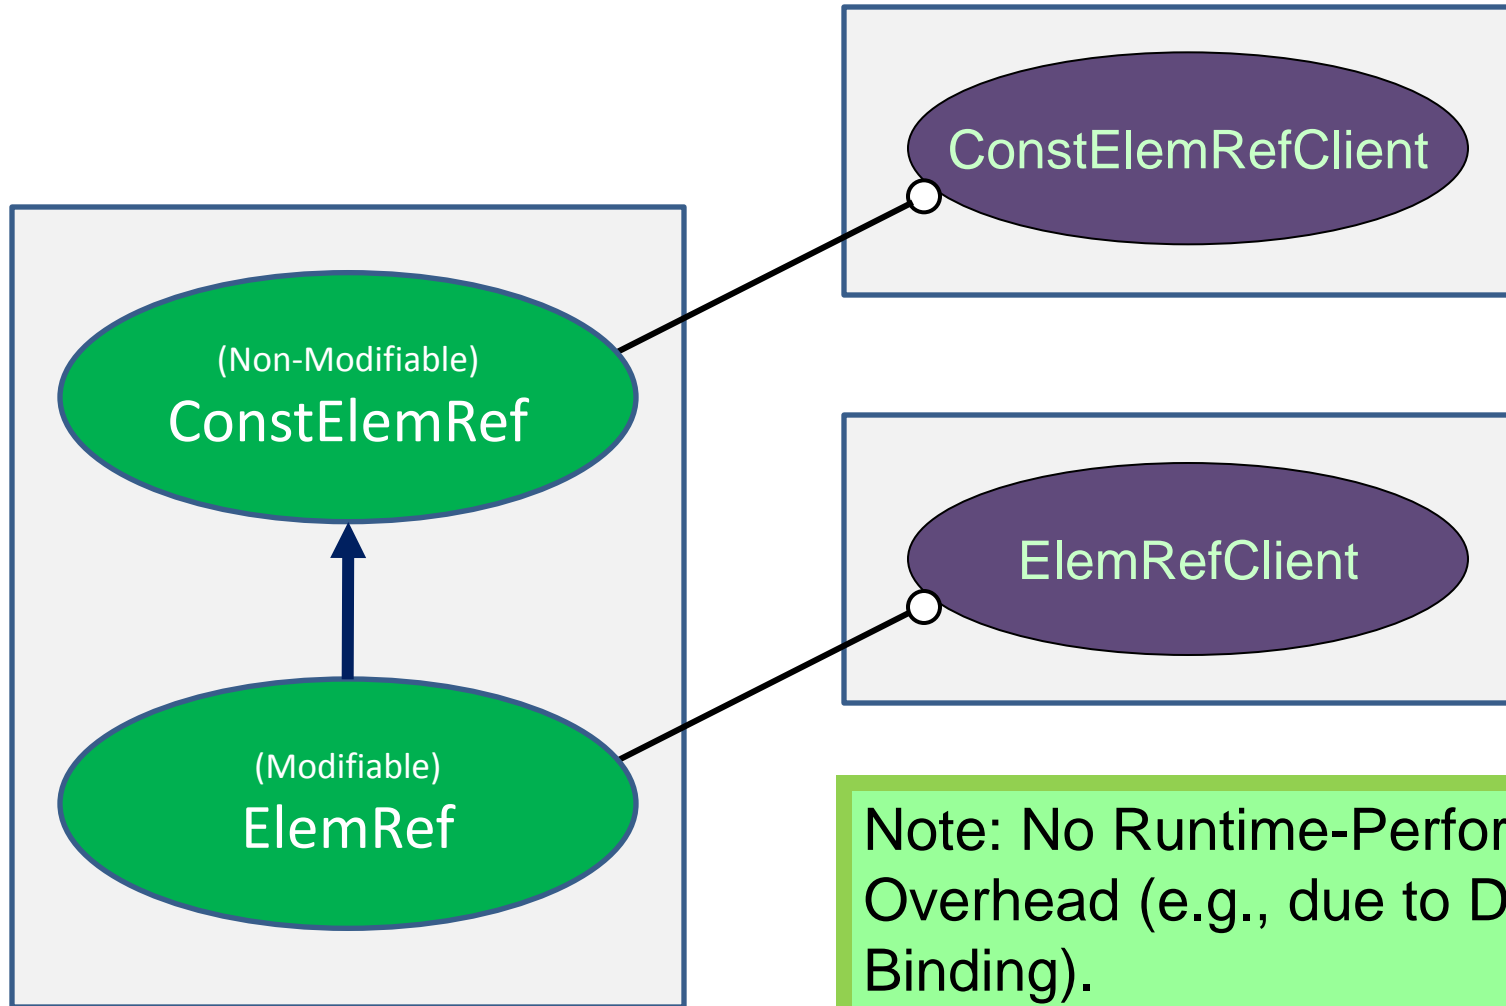 ConstElemRefClient
(Non-Modifiable)
ConstElemRef
ElemRefClient
(Modifiable)
ElemRef
Note: No Runtime-Perfor
Overhead (e.g., due to D
Binding).